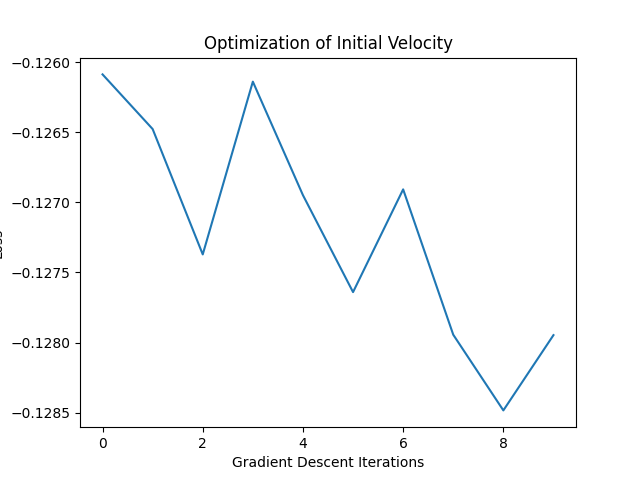 Optimization of Initial Velocity
−0.1260
−0.1265
−0.1270
−0.1275
−0.1280
−0.1285
Loss
0 2 4 6 8
Gradient Descent Iterations